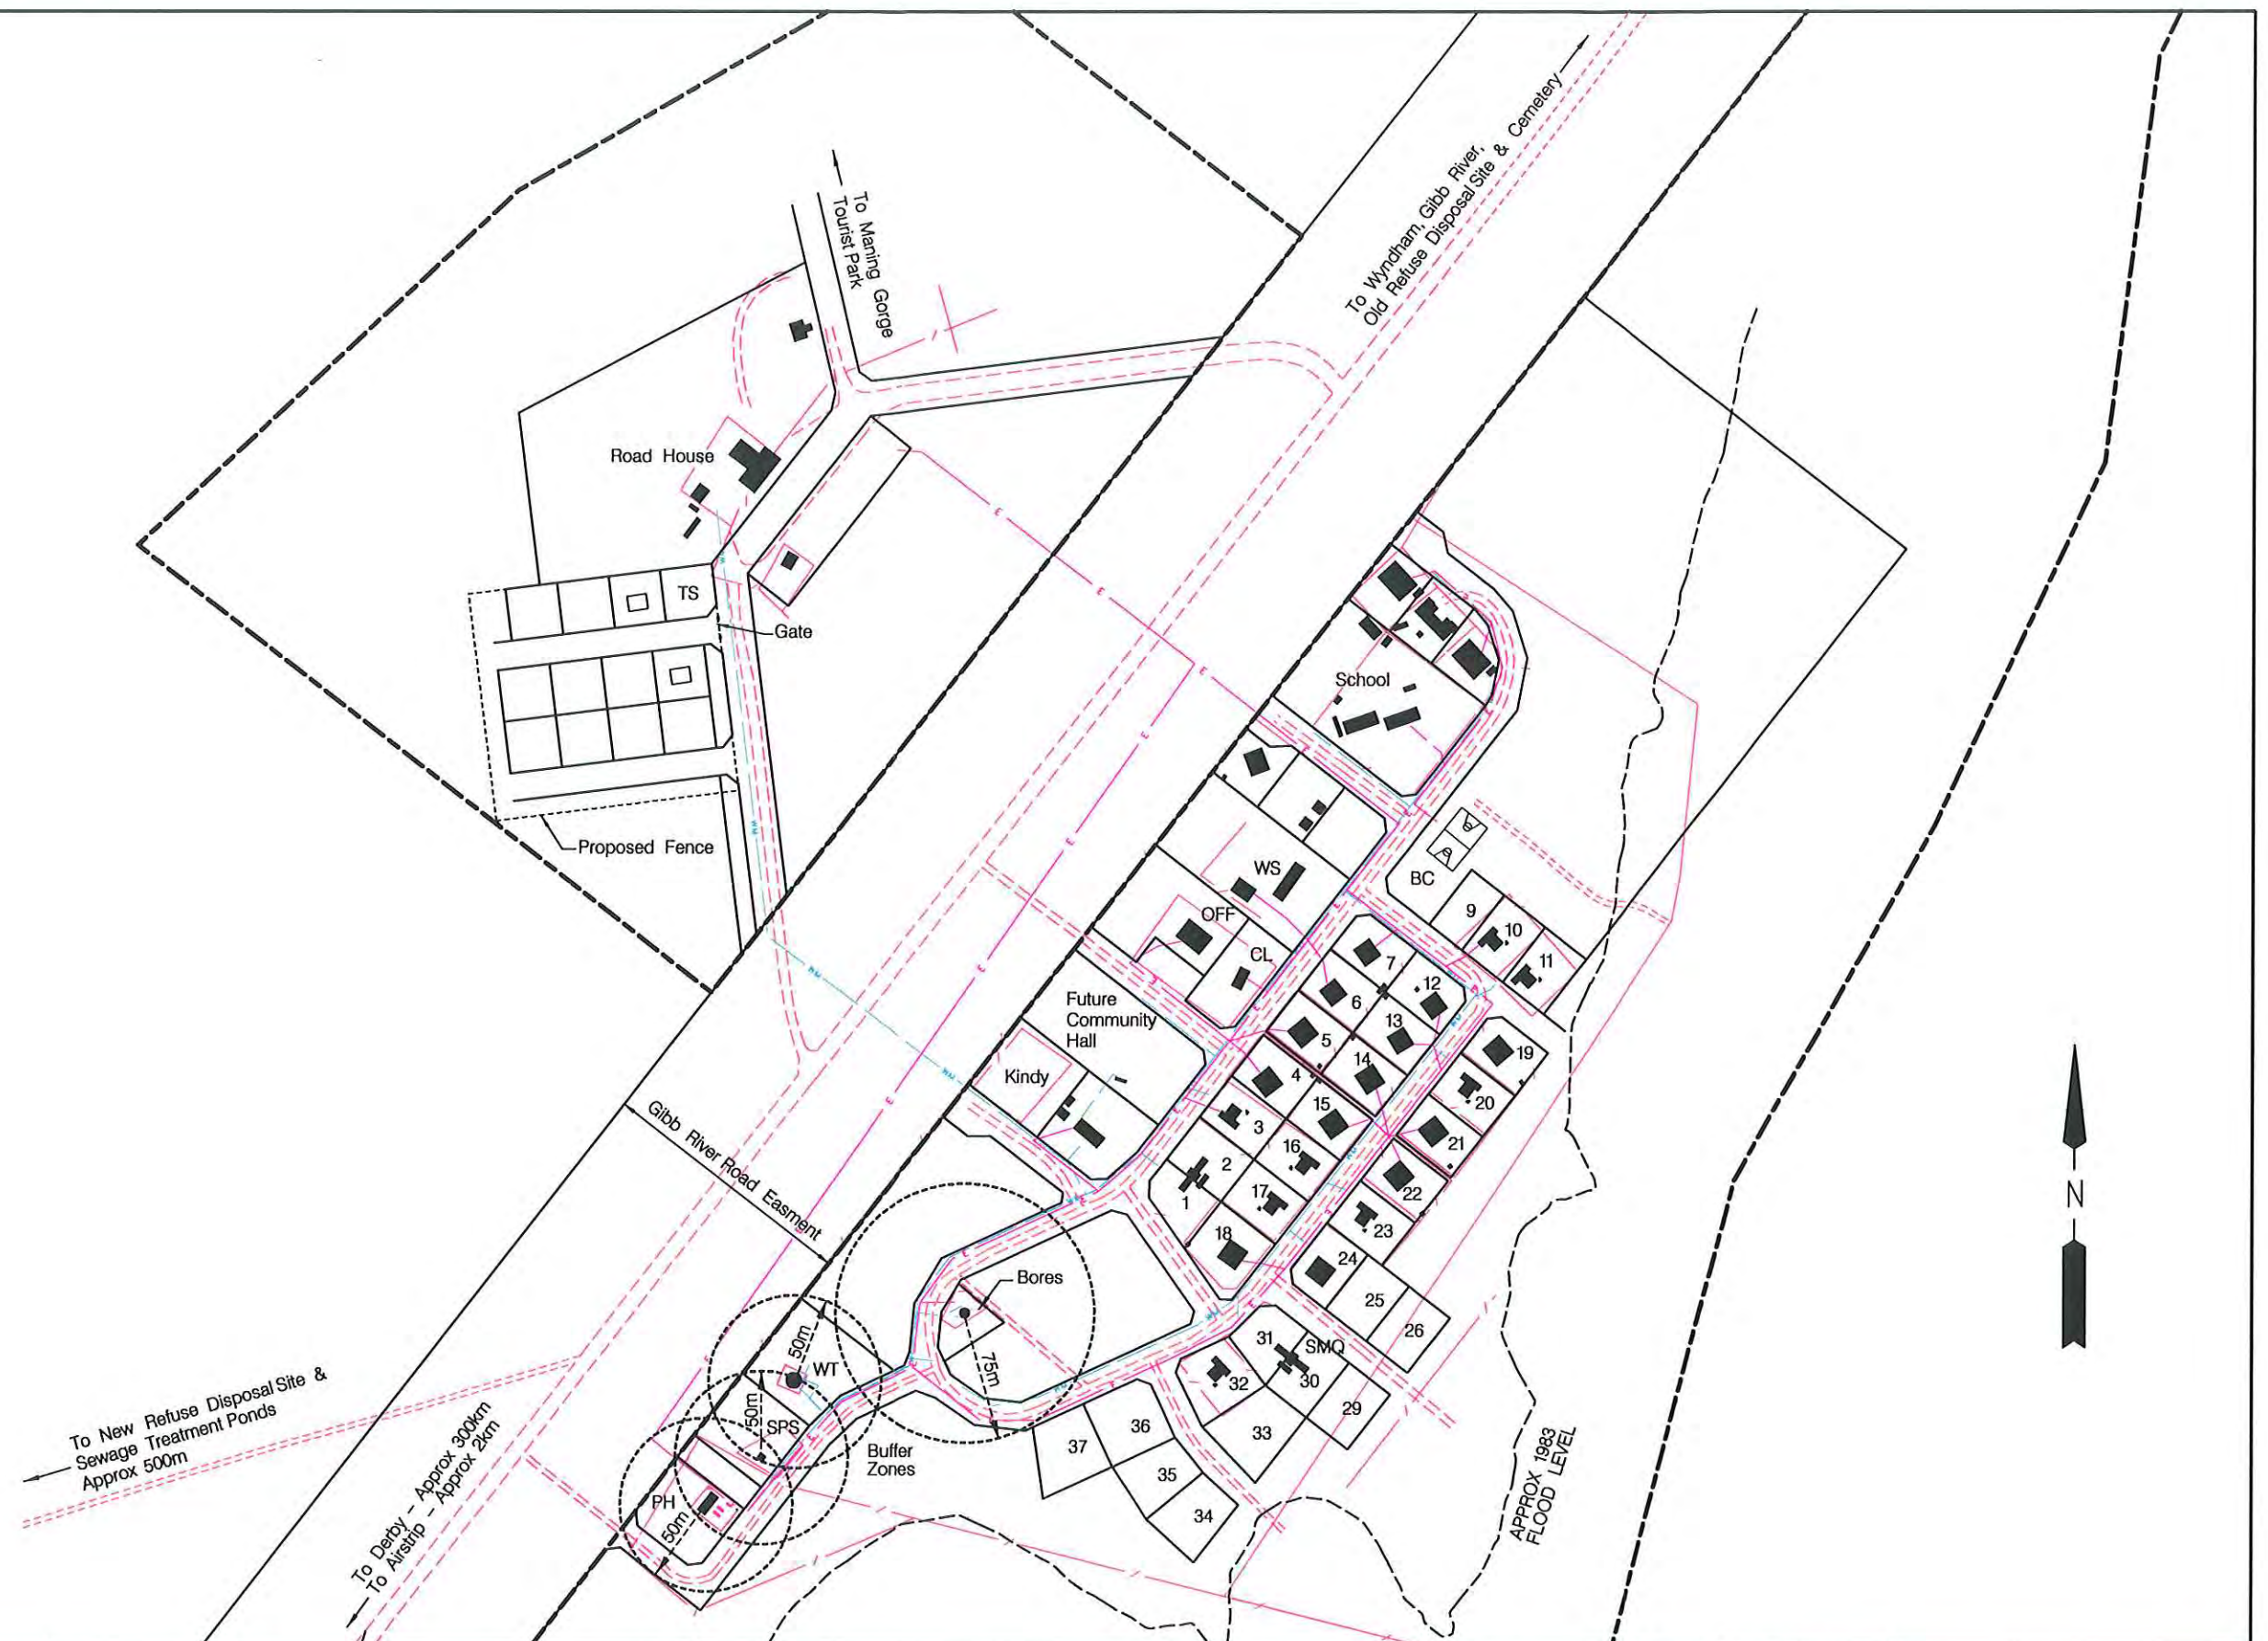 To Wyndham, Gibb River,
Old Refuse Disposal Site & Cemetery
To Maning Gorge
Tourist Park
Road House
TS
Gate
Proposed Fence
School
WS
BC
OFF
CL
9
10
11
7
12
6
13
5
14
4
15
3
16
2
17
1
18
19
20
21
22
23
24
25
26
Future
Community
Hall
Kindy
Gibb River Road Easment
Bores
75m
50m
WT
50m
SPS
PH
50m
Buffer
Zones
31
SMQ
30
32
29
33
36
37
35
34
APPROX 1983
FLOOD LEVEL
To New Refuse Disposal Site &
Sewage Treatment Ponds
Approx 500m
To Derby - Approx 300km
To Airstrip - Approx 2km
N